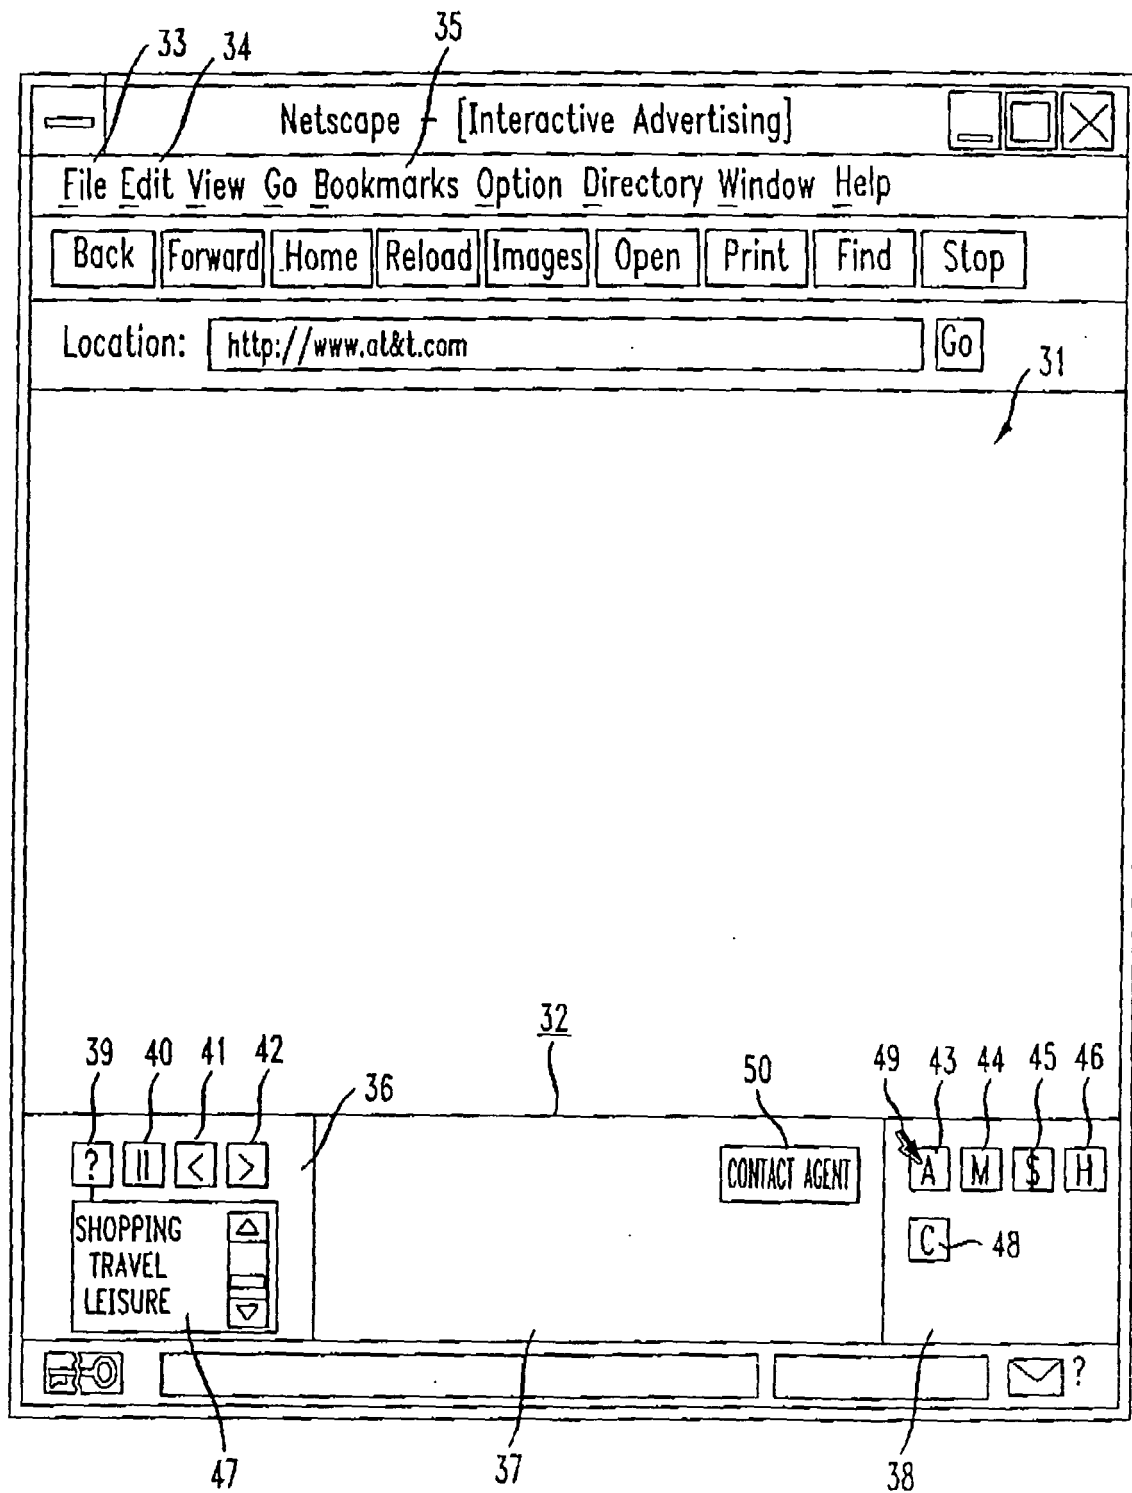 33 34 35
Netscape - [Interactive Advertising]
File Edit View Go Bookmarks Option Directory Window Help
Back Forward Home Reload Images Open Print Find Stop
Location: http://www.at&t.com Go
31
32
39 40 41 42 36 50 49 43 44 45 46
? || < > CONTACT AGENT A M $ H
SHOPPING
TRAVEL
LEISURE
C 48
?
47 37 38